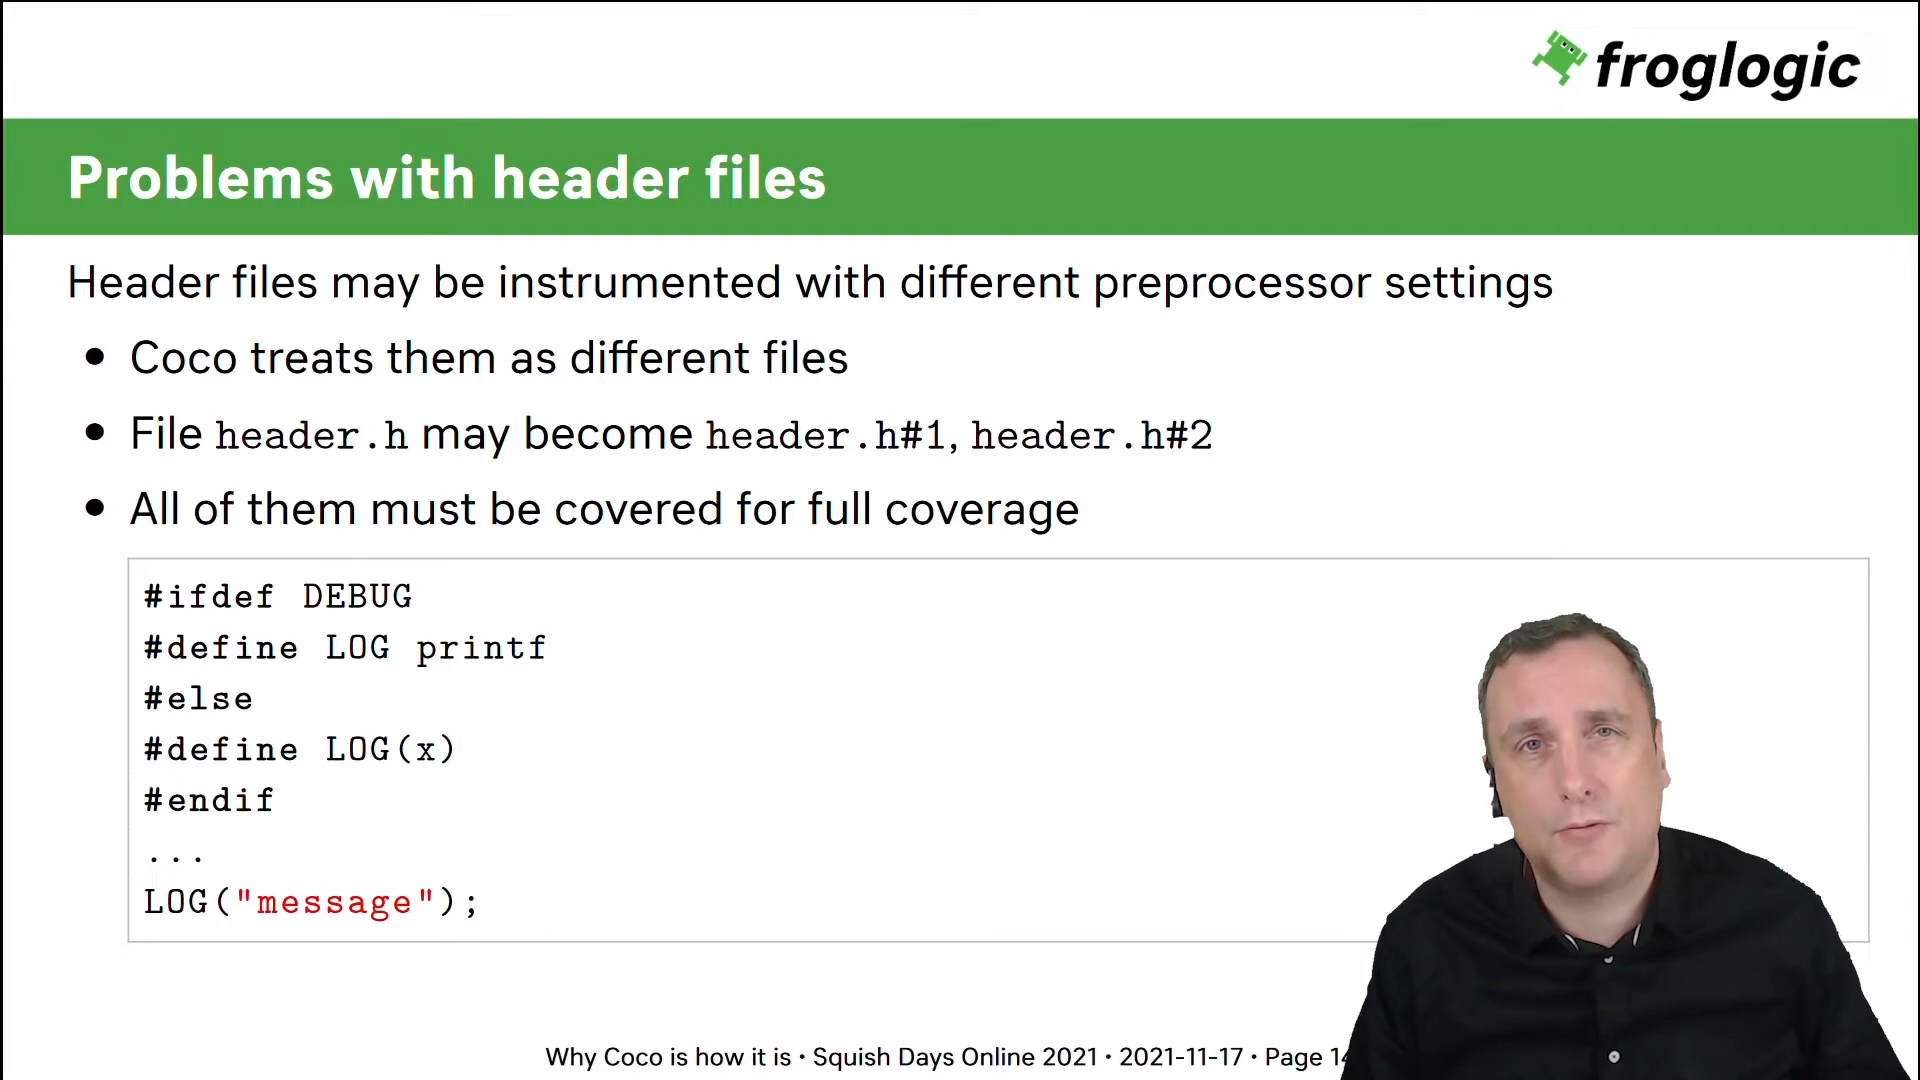 froglogic
Problems with header files
Header files may be instrumented with different preprocessor settings
• Coco treats them as different files
• File header.h may become header.h#1, header.h#2
• All of them must be covered for full coverage
#ifdef DEBUG
#define LOG printf
#else
#define LOG(x)
#endif
...
LOG("message");
Why Coco is how it is • Squish Days Online 2021 • 2021-11-17 • Page